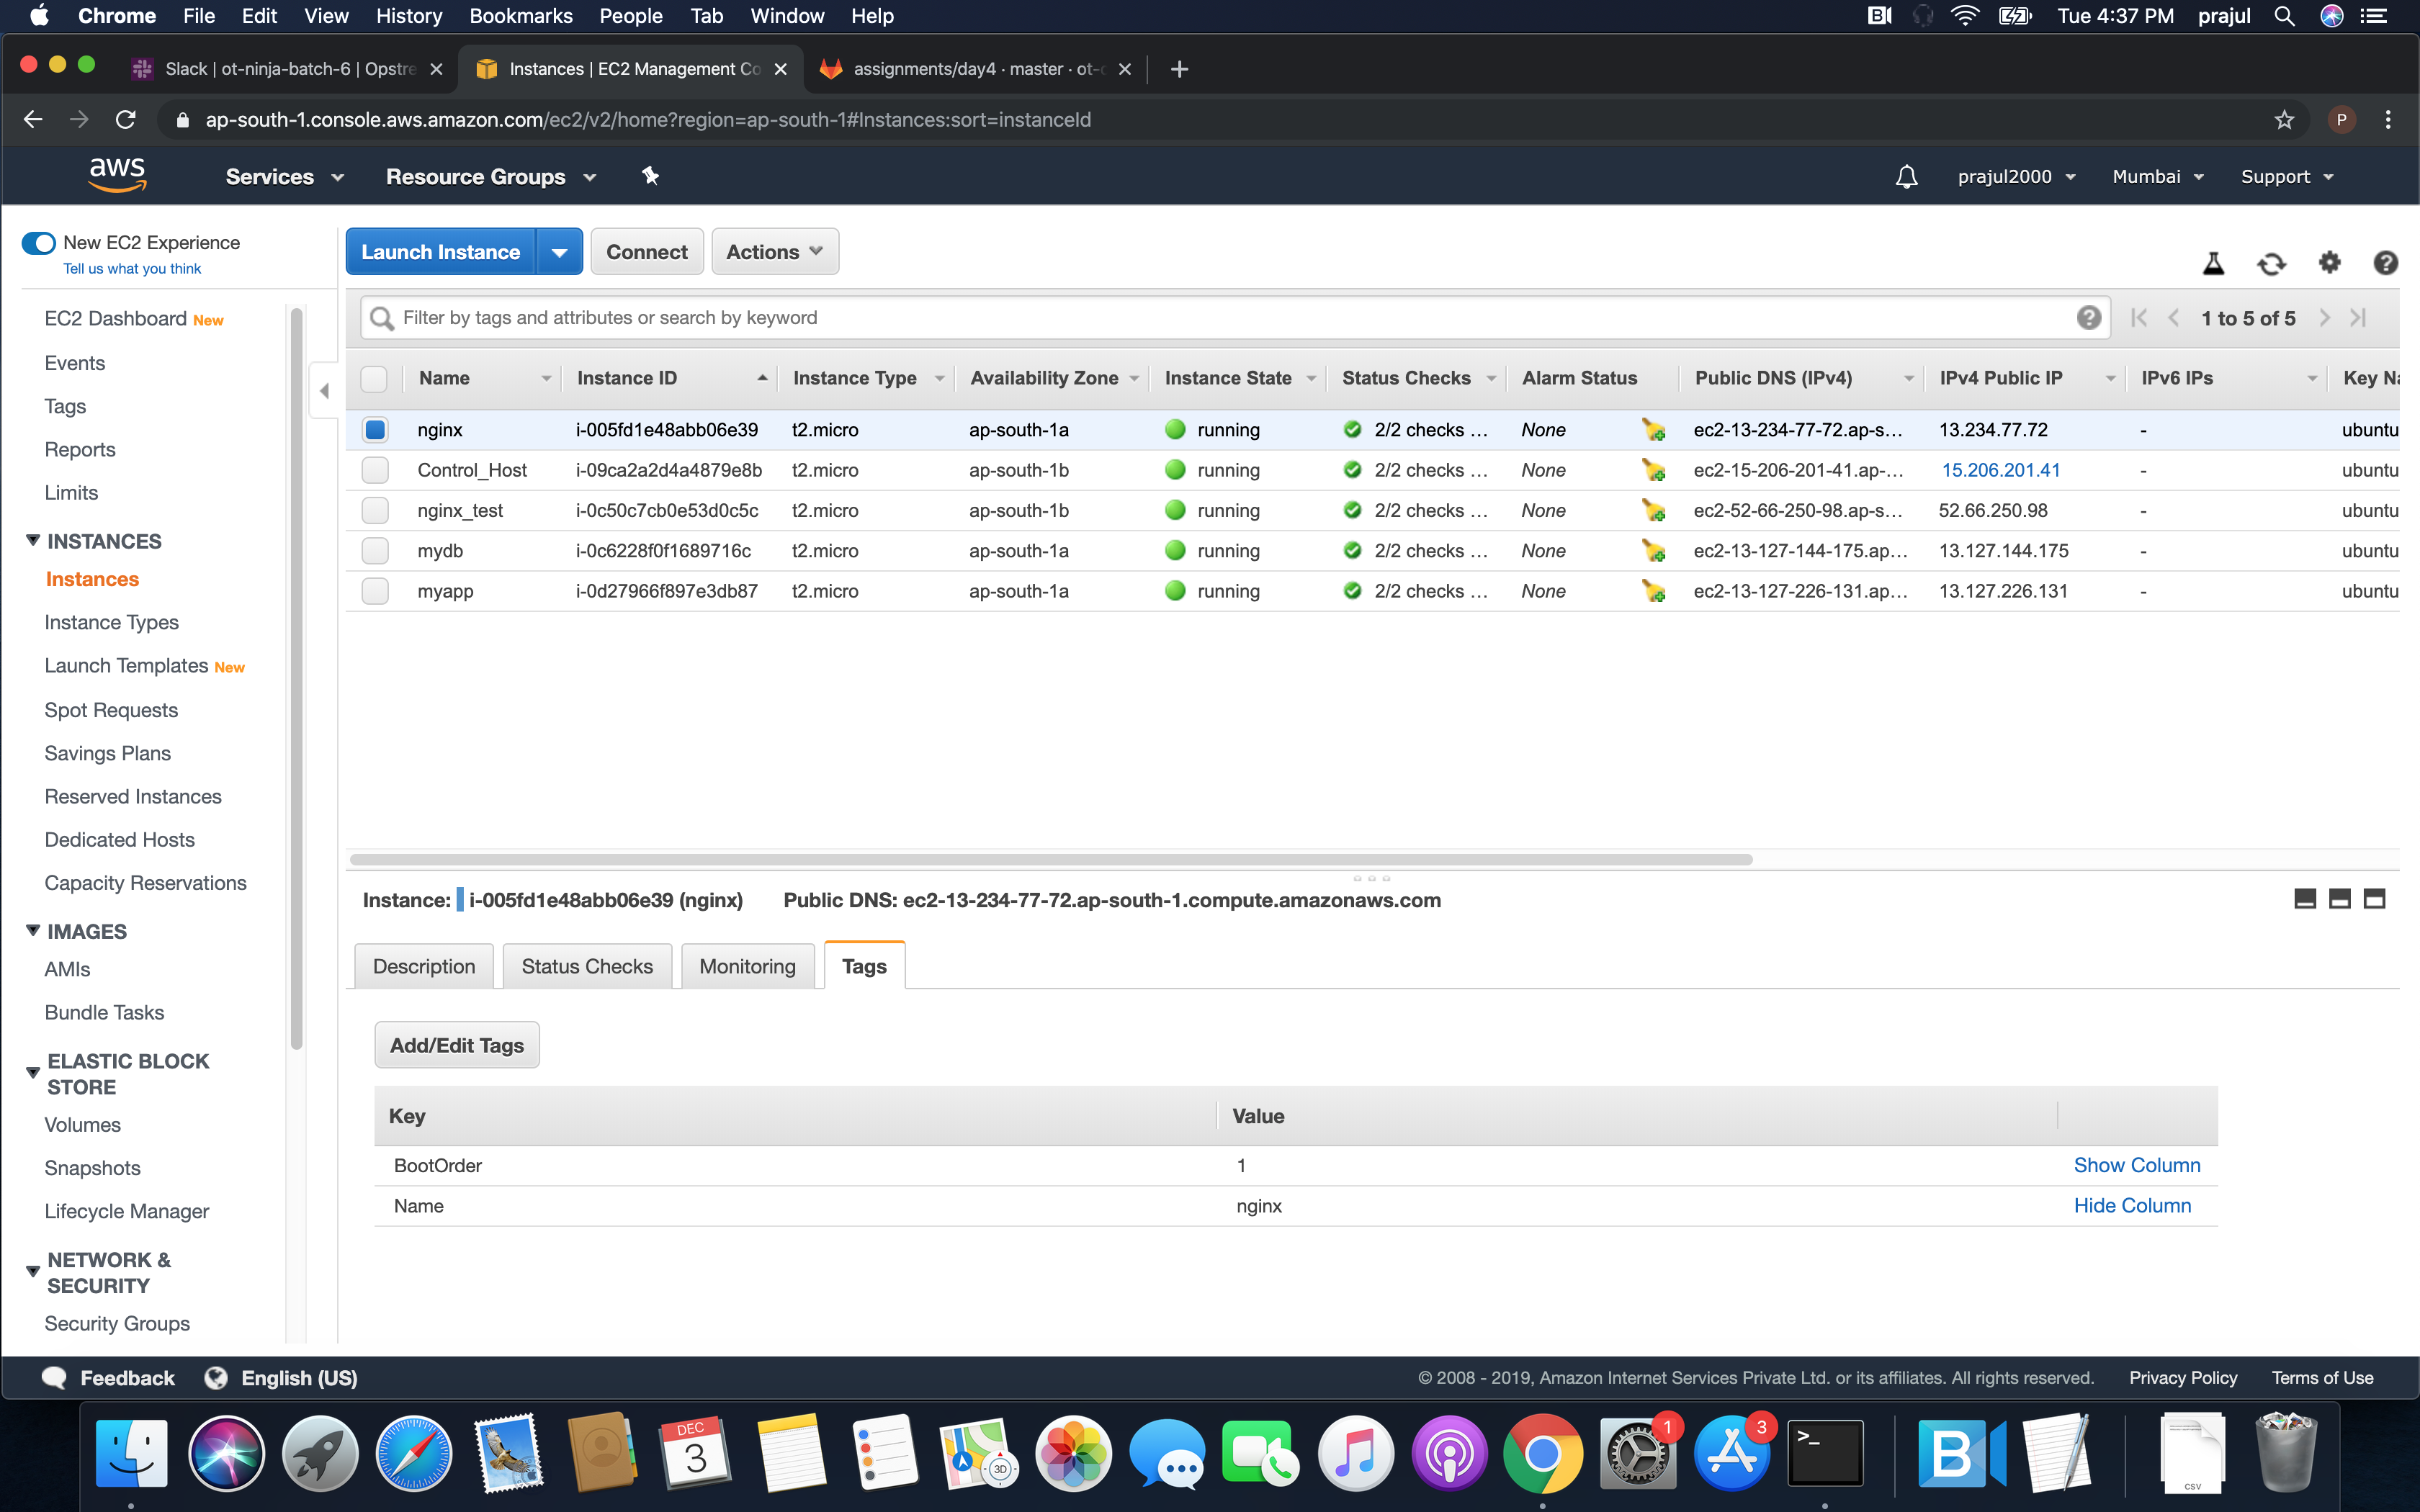 Chrome File Edit View History Bookmarks People Tab Window Help Tue 4:37 PM prajul
Slack | ot-ninja-batch-6 | Opstre Instances | EC2 Management Co assignments/day4 · master · ot-c
ap-south-1.console.aws.amazon.com/ec2/v2/home?region=ap-south-1#Instances:sort=instanceId P
aws Services Resource Groups prajul2000 Mumbai Support
New EC2 Experience
Tell us what you think
Launch Instance Connect Actions
EC2 Dashboard New
Events
Tags
Reports
Limits
INSTANCES
Instances
Instance Types
Launch Templates New
Spot Requests
Savings Plans
Reserved Instances
Dedicated Hosts
Capacity Reservations
IMAGES
AMIs
Bundle Tasks
ELASTIC BLOCK
STORE
Volumes
Snapshots
Lifecycle Manager
NETWORK &
SECURITY
Security Groups
Filter by tags and attributes or search by keyword 1 to 5 of 5
Name Instance ID Instance Type Availability Zone Instance State Status Checks Alarm Status Public DNS (IPv4) IPv4 Public IP IPv6 IPs Key Na
nginx i-005fd1e48abb06e39 t2.micro ap-south-1a running 2/2 checks ... None ec2-13-234-77-72.ap-s... 13.234.77.72 - ubuntu
Control_Host i-09ca2a2d4a4879e8b t2.micro ap-south-1b running 2/2 checks ... None ec2-15-206-201-41.ap-... 15.206.201.41 - ubuntu
nginx_test i-0c50c7cb0e53d0c5c t2.micro ap-south-1b running 2/2 checks ... None ec2-52-66-250-98.ap-s... 52.66.250.98 - ubuntu
mydb i-0c6228f0f1689716c t2.micro ap-south-1a running 2/2 checks ... None ec2-13-127-144-175.ap... 13.127.144.175 - ubuntu
myapp i-0d27966f897e3db87 t2.micro ap-south-1a running 2/2 checks ... None ec2-13-127-226-131.ap... 13.127.226.131 - ubuntu
Instance: i-005fd1e48abb06e39 (nginx) Public DNS: ec2-13-234-77-72.ap-south-1.compute.amazonaws.com
Description Status Checks Monitoring Tags
Add/Edit Tags
Key Value
BootOrder 1 Show Column
Name nginx Hide Column
Feedback English (US) © 2008 - 2019, Amazon Internet Services Private Ltd. or its affiliates. All rights reserved. Privacy Policy Terms of Use
DEC
3
3D
1
3
>_
B
CSV